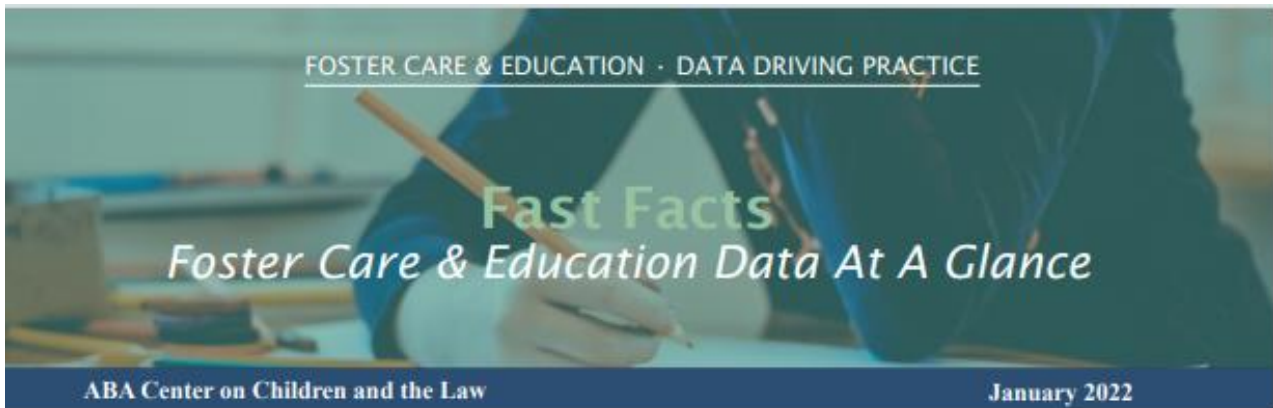 FOSTER CARE & EDUCATION · DATA DRIVING PRACTICE
Fast Facts
Foster Care & Education Data At A Glance
ABA Center on Children and the Law January 2022